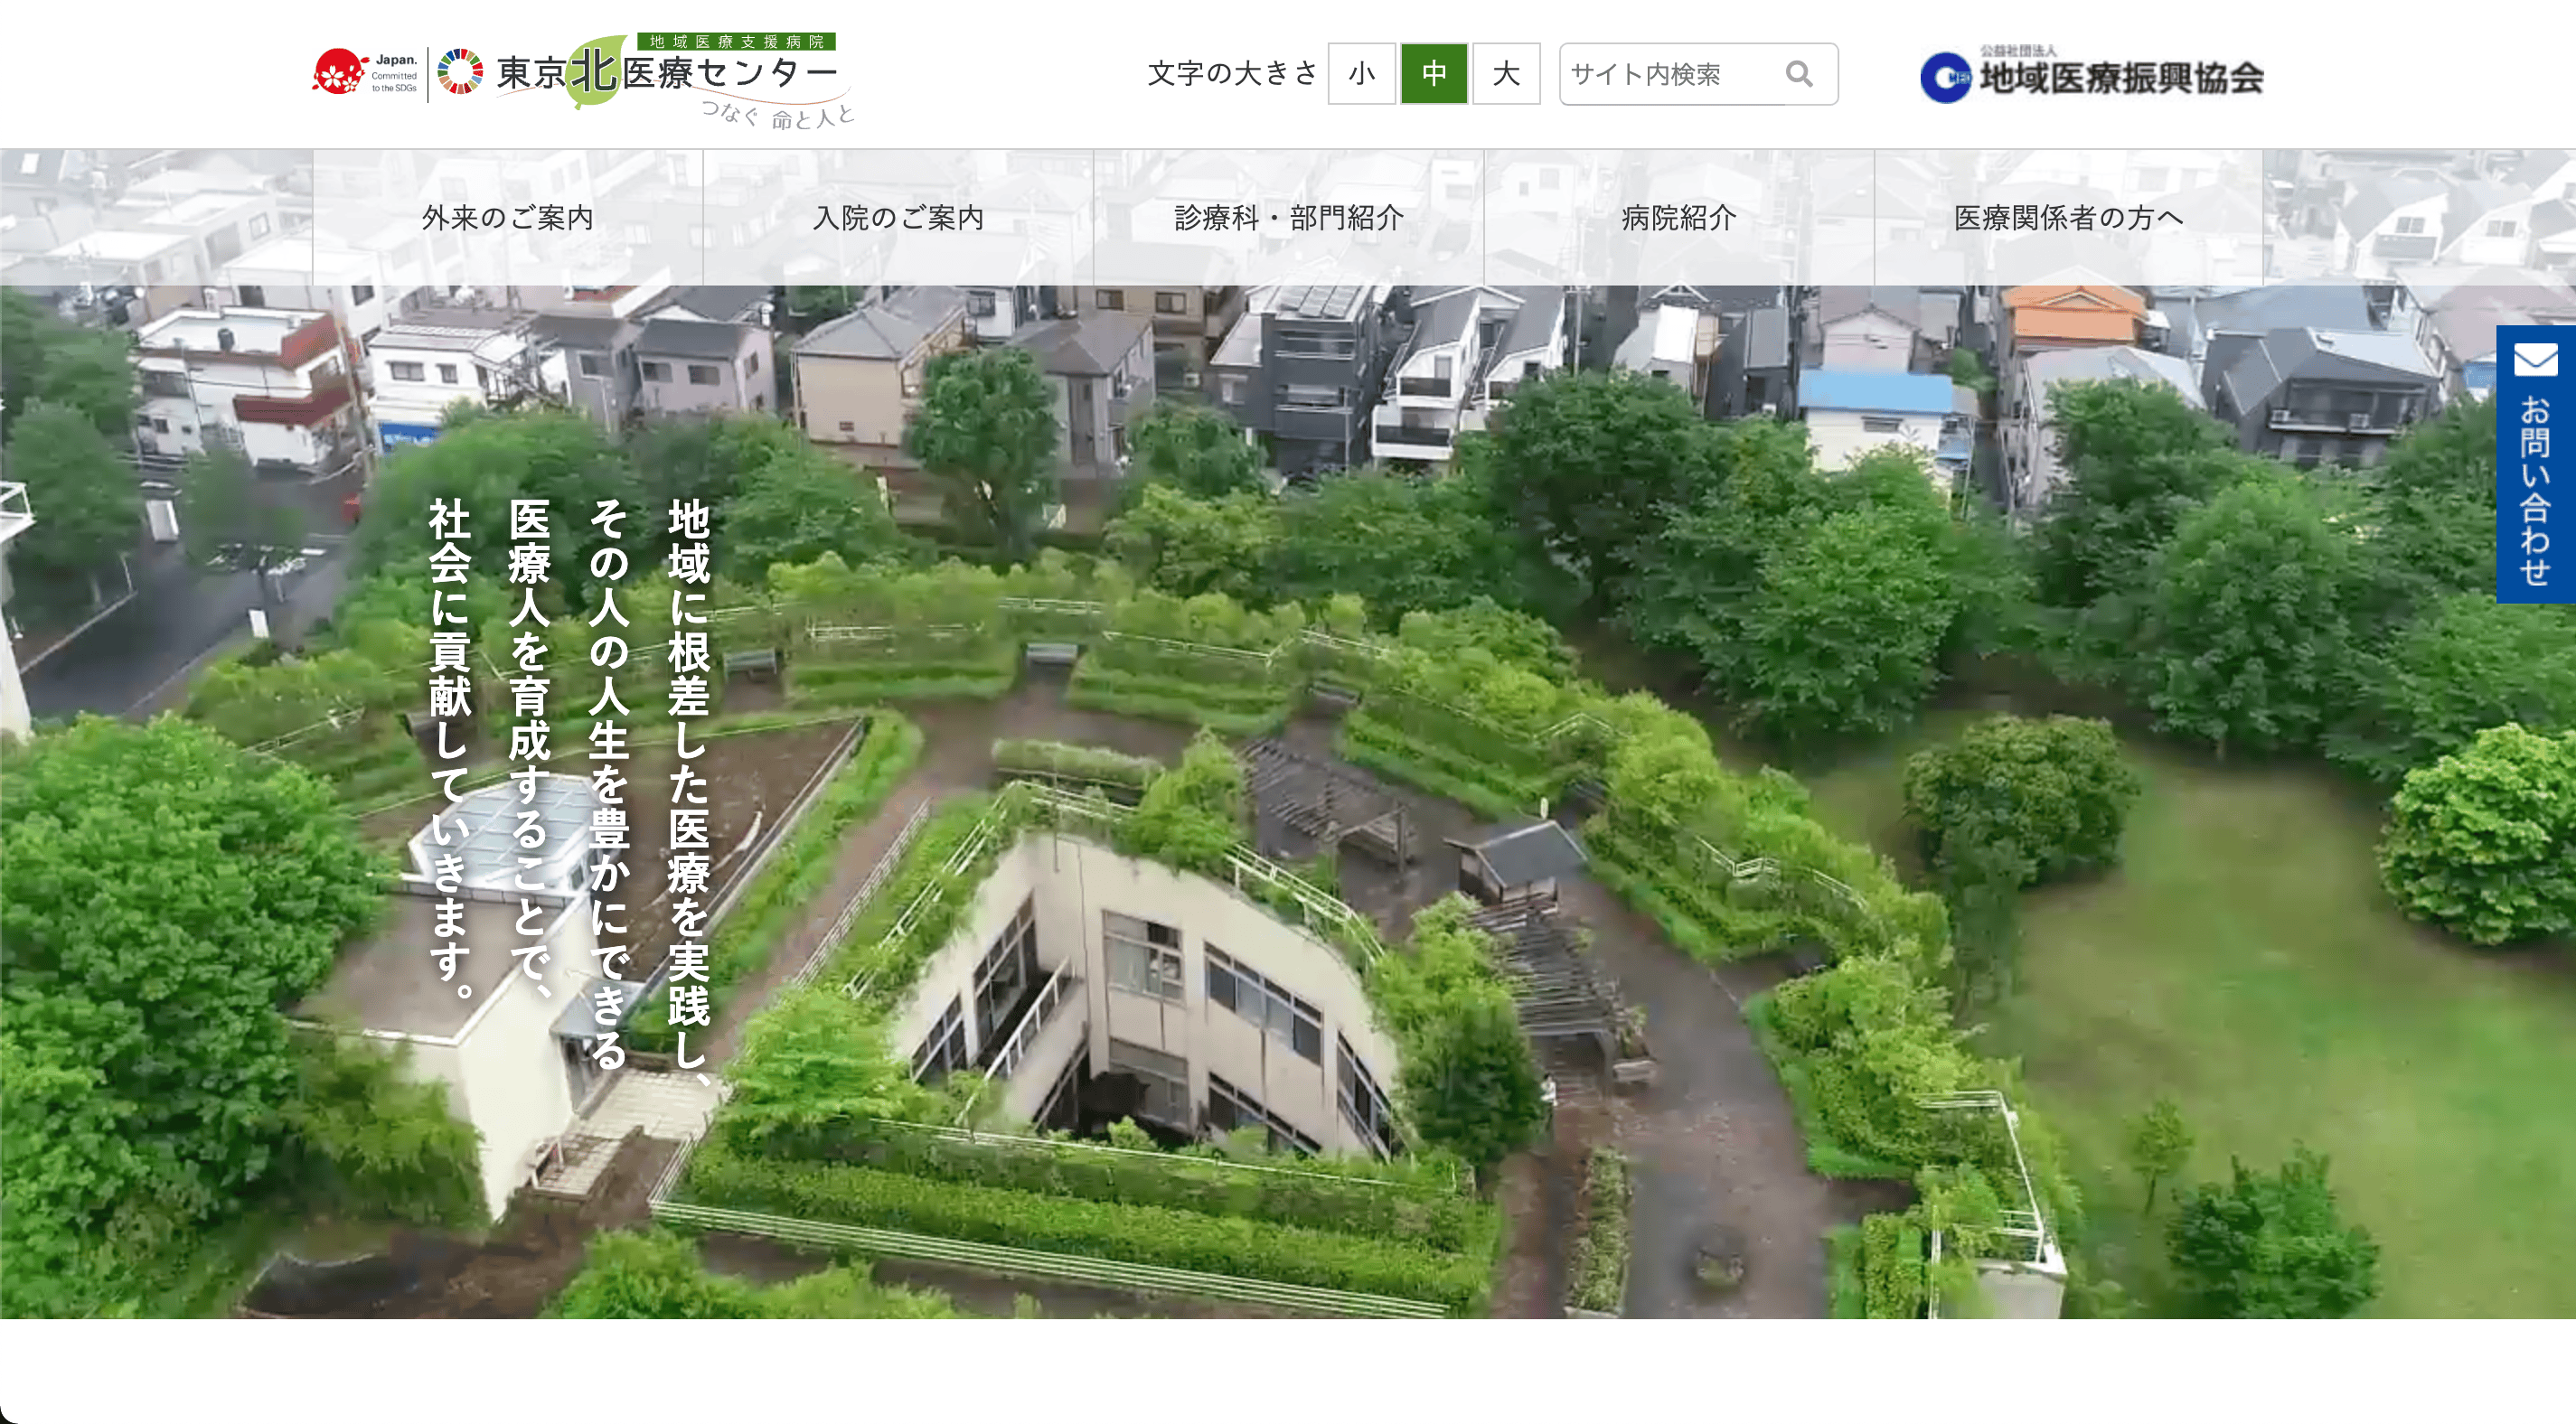 Japan.
Committed
to the SDGs
地域医療支援病院
東京北医療センター
つなぐ 命と人と
文字の大きさ
小
中
大
サイト内検索
公益社団法人
地域医療振興協会
外来のご案内
入院のご案内
診療科・部門紹介
病院紹介
医療関係者の方へ
お問い合わせ
地域に根差した医療を実践し、
その人の人生を豊かにできる
医療人を育成することで、
社会に貢献していきます。